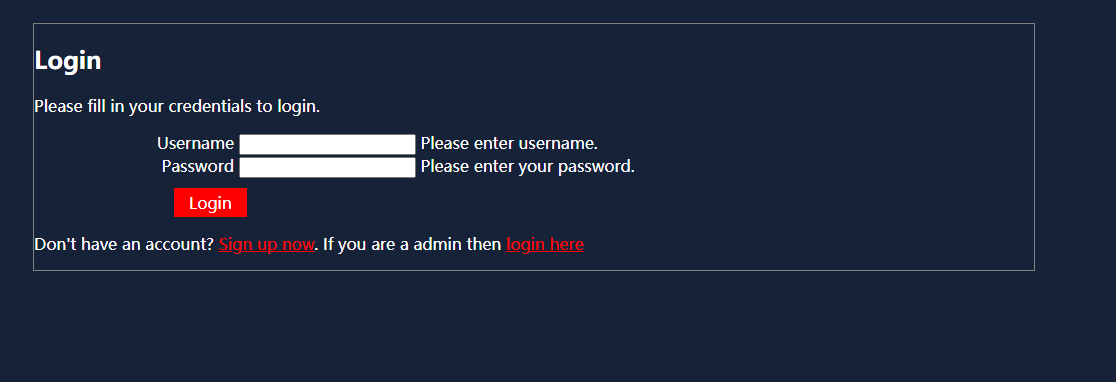 Login
Please fill in your credentials to login.
Username Please enter username.
Password Please enter your password.
Login
Don't have an account? Sign up now. If you are a admin then login here